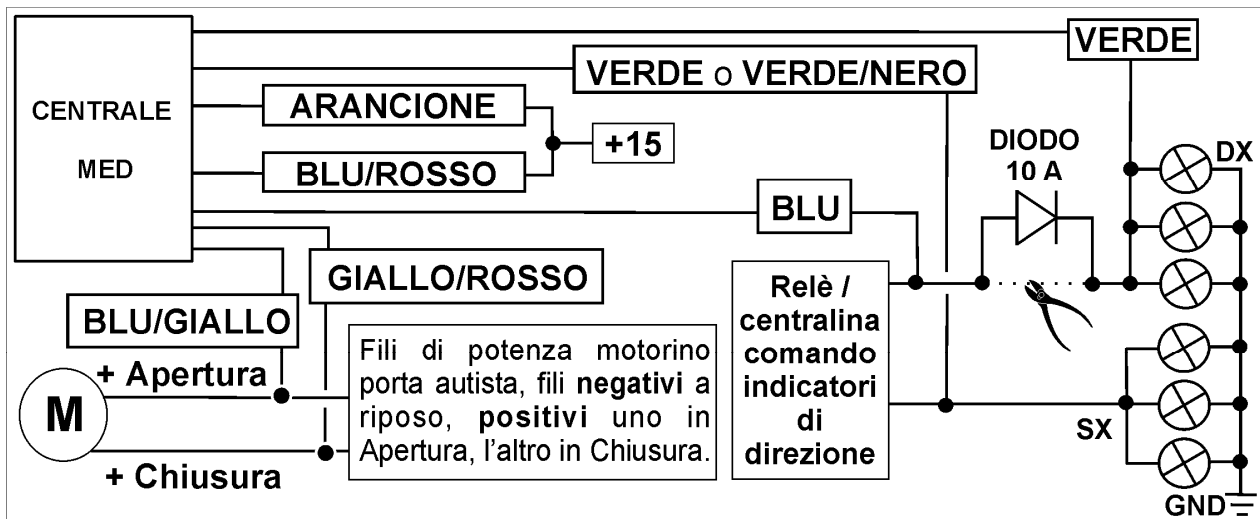 CENTRALE
MED
VERDE
VERDE o VERDE/NERO
ARANCIONE
BLU/ROSSO
+15
BLU
DIODO
10 A
DX
GIALLO/ROSSO
BLU/GIALLO
+ Apertura
M
+ Chiusura
Fili di potenza motorino
porta autista, fili negativi a
riposo, positivi uno in
Apertura, l'altro in Chiusura.
Relè /
centralina
comando
indicatori
di
direzione
SX
GND